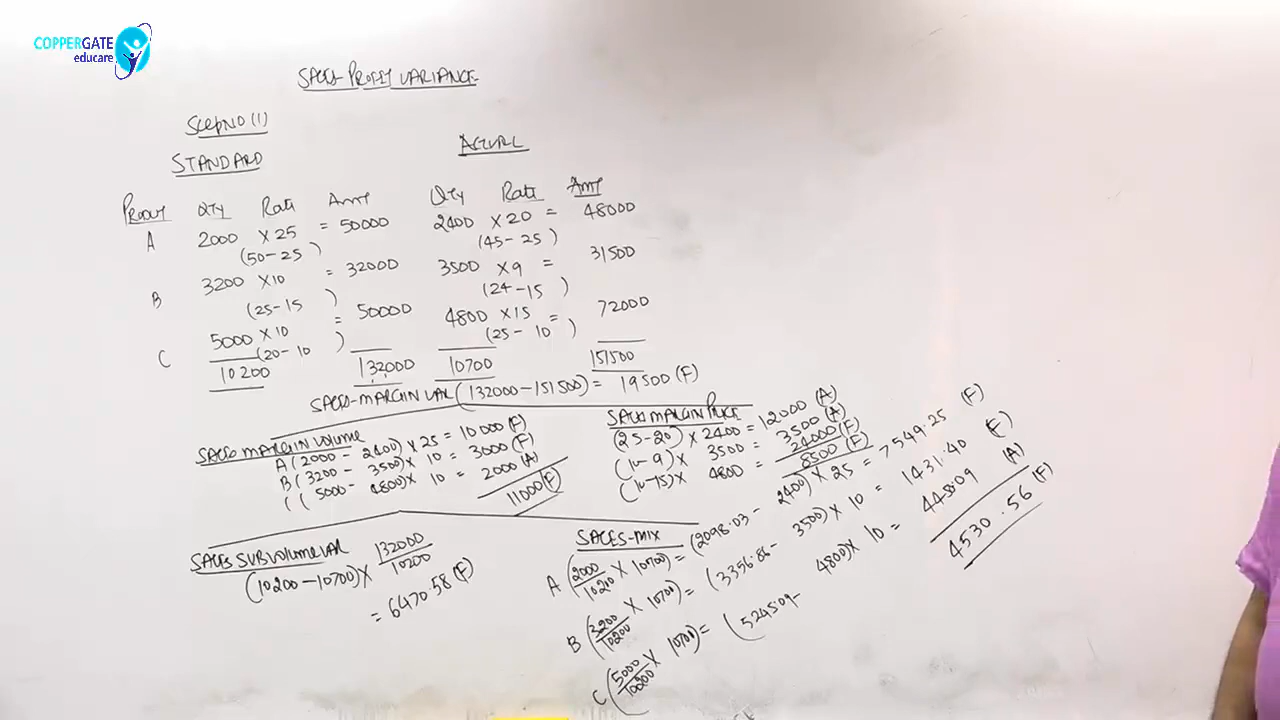 COPPERGATE
educare
SALES PROFIT VARIANCE
STANDARD
ACTUAL
PRODUCT QTY Rate Amt QTY Rate Amt
A 2000 X 25 = 50000 2400 X 20 = 48000
(50-25) (45-25)
B 3200 X 10 = 32000 3500 X 9 = 31500
(25-15) (24-15)
C 5000 X 10 = 50000 4800 X 15 = 72000
(20-10) (25-10)
10200 132000 10700 151500
SALES-MARGIN VAR (132000-151500) = 19500 (F)
SALES MARGIN VOLUME
A (2000 - 2400) X 25 = 10000 (F)
B (3200 - 3500) X 10 = 3000 (F)
C (5000 - 4800) X 10 = 2000 (A)
11000 (F)
SALES MARGIN PRICE
(25-20) X 2400 = 12000 (A)
(10-9) X 3500 = 3500 (A)
(10-15) X 4800 = 24000 (F)
8500 (F)
SALES SUB VOLUME VAR
(10200-10700) X 132000/10200
= 6470.58 (F)
SALES-MIX
A (2000/10200 X 10700) = (2098.03 - 2400) X 25 = 7549.25 (F)
B (3200/10200 X 10700) = (3356.86 - 3500) X 10 = 1431.40 (F)
C (5000/10200 X 10700) = (5245.09 - 4800) X 10 = 4450.9 (A)
4530.56 (F)